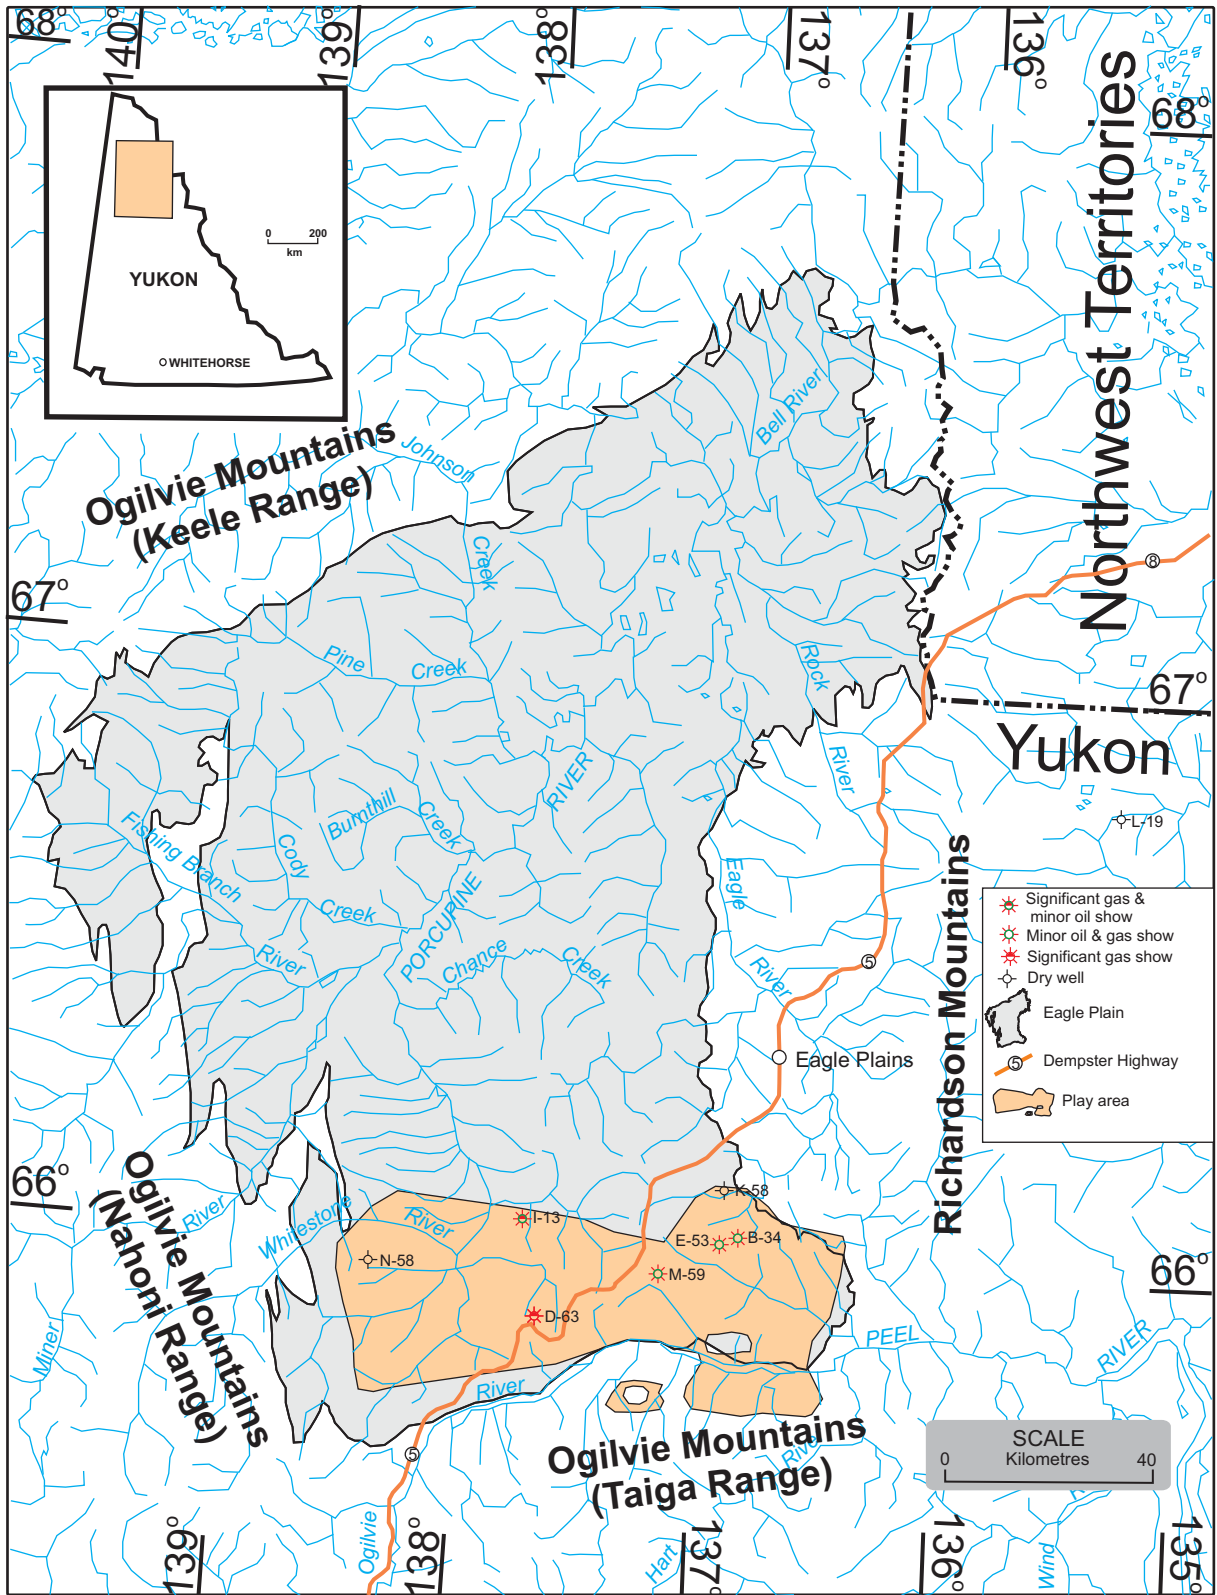 68°
140°
139°
138°
137°
136°
68°
Northwest Territories
0 200
km
YUKON
WHITEHORSE
Bell River
Ogilvie Mountains
(Keele Range)
Johnson
Creek
8
67°
Pine
Creek
Rock
River
67°
Yukon
L-19
RIVER
Burnthill
Creek
Fishing Branch
River
Cody
Creek
PORCUPINE
Chance
Creek
Eagle
River
5
Richardson Mountains
Significant gas &
minor oil show
Minor oil & gas show
Significant gas show
Dry well
Eagle Plain
5
Dempster Highway
Play area
Eagle Plains
66°
Ogilvie Mountains
(Nahoni Range)
River
Whitestone
River
K-58
I-13
E-53
B-34
N-58
M-59
D-63
66°
Miner
PEEL
RIVER
River
Ogilvie Mountains
(Taiga Range)
River
5
SCALE
Kilometres
0 40
Ogilvie
Hart
Wind
139°
138°
137°
136°
135°